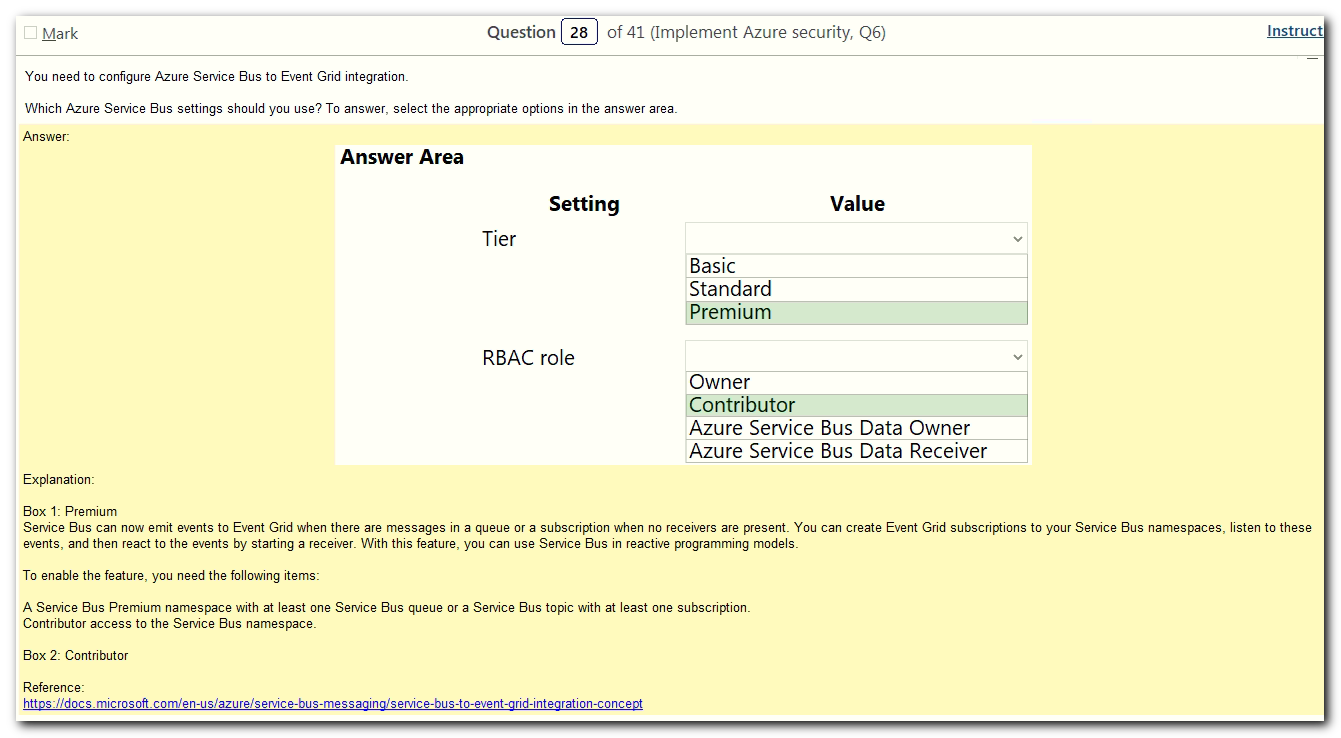 Mark
Question 28 of 41 (Implement Azure security, Q6)
Instruct
You need to configure Azure Service Bus to Event Grid integration.
Which Azure Service Bus settings should you use? To answer, select the appropriate options in the answer area.
Answer:
Answer Area
Setting Value
Tier
Basic
Standard
Premium
RBAC role
Owner
Contributor
Azure Service Bus Data Owner
Azure Service Bus Data Receiver
Explanation:
Box 1: Premium
Service Bus can now emit events to Event Grid when there are messages in a queue or a subscription when no receivers are present. You can create Event Grid subscriptions to your Service Bus namespaces, listen to these
events, and then react to the events by starting a receiver. With this feature, you can use Service Bus in reactive programming models.
To enable the feature, you need the following items:
A Service Bus Premium namespace with at least one Service Bus queue or a Service Bus topic with at least one subscription.
Contributor access to the Service Bus namespace.
Box 2: Contributor
Reference:
https://docs.microsoft.com/en-us/azure/service-bus-messaging/service-bus-to-event-grid-integration-concept